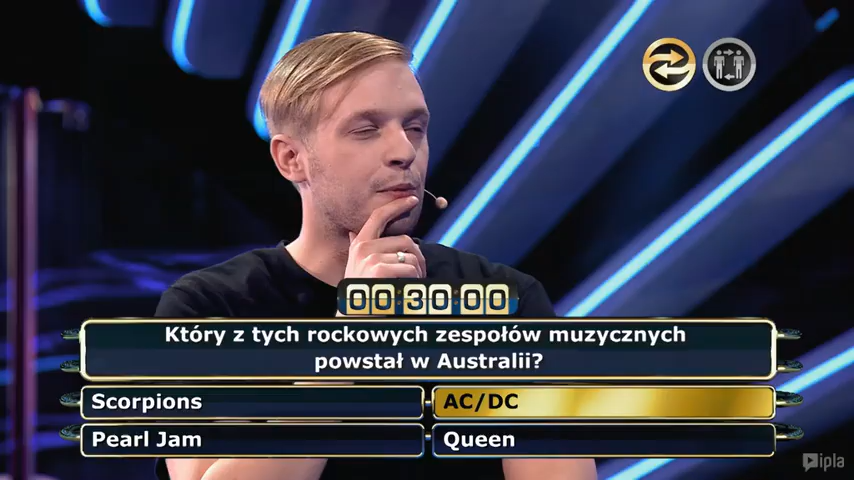 00:30:00
Który z tych rockowych zespołów muzycznych
powstał w Australii?
Scorpions
AC/DC
Pearl Jam
Queen
ipla